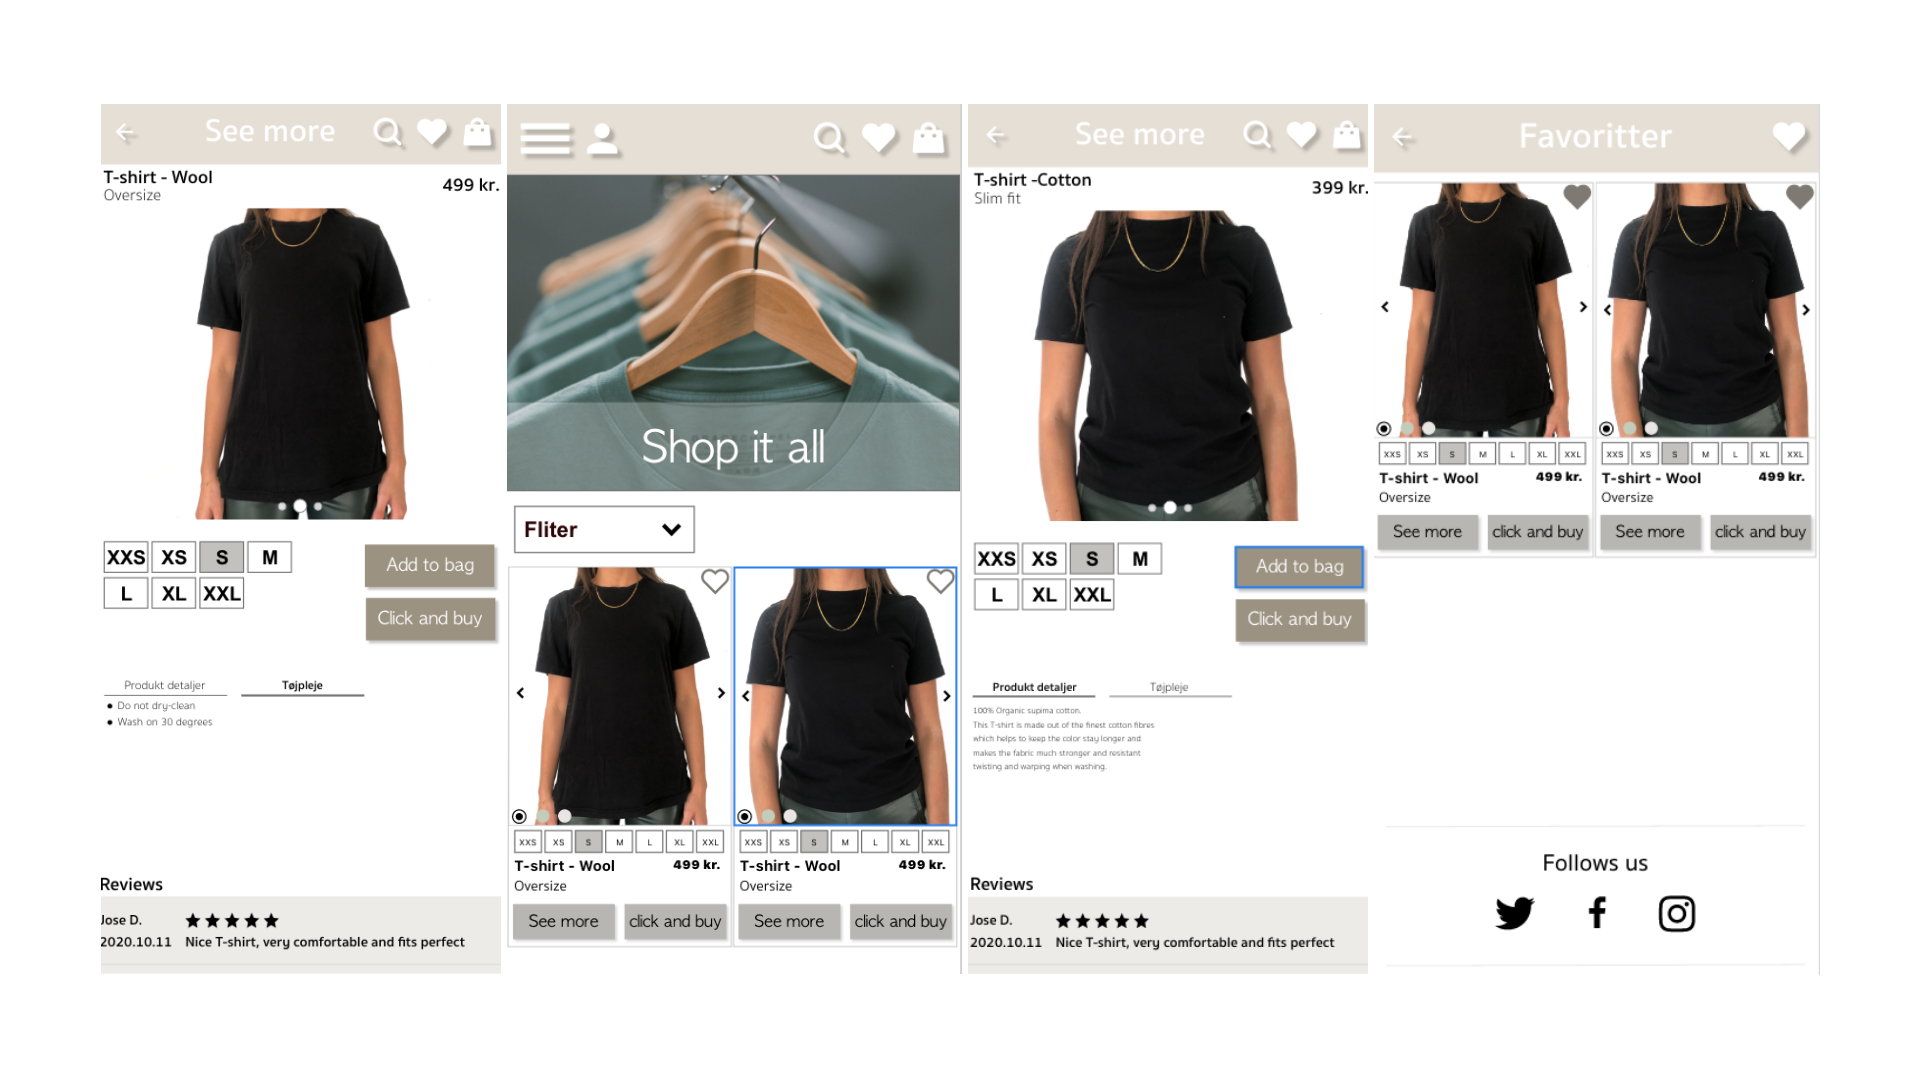 See more
T-shirt - Wool
Oversize
499 kr.
XXS XS S M
L XL XXL
Add to bag
Click and buy
Produkt detaljer Tøjpleje
Do not dry-clean
Wash on 30 degrees
Reviews
Jose D.
2020.10.11 Nice T-shirt, very comfortable and fits perfect
Shop it all
Fliter
XXS XS S M L XL XXL
T-shirt - Wool 499 kr.
Oversize
See more click and buy
XXS XS S M L XL XXL
T-shirt - Wool 499 kr.
Oversize
See more click and buy
See more
T-shirt -Cotton
Slim fit
399 kr.
XXS XS S M
L XL XXL
Add to bag
Click and buy
Produkt detaljer Tøjpleje
100% Organic supima cotton.
This T-shirt is made out of the finest cotton fibres
which helps to keep the color stay longer and
makes the fabric much stronger and resistant
twisting and warping when washing.
Reviews
Jose D.
2020.10.11 Nice T-shirt, very comfortable and fits perfect
Favoritter
XXS XS S M L XL XXL
T-shirt - Wool 499 kr.
Oversize
See more click and buy
XXS XS S M L XL XXL
T-shirt - Wool 499 kr.
Oversize
See more click and buy
Follows us